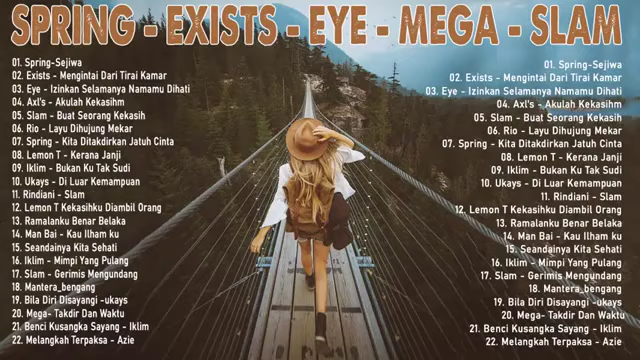 SPRING - EXISTS - EYE - MEGA - SLAM
01. Spring-Sejiwa
02. Exists - Mengintai Dari Tirai Kamar
03. Eye - Izinkan Selamanya Namamu Dihati
04. Axl's - Akulah Kekasihm
05. Slam - Buat Seorang Kekasih
06. Rio - Layu Dihujung Mekar
07. Spring - Kita Ditakdirkan Jatuh Cinta
08. Lemon T - Kerana Janji
09. Iklim - Bukan Ku Tak Sudi
10. Ukays - Di Luar Kemampuan
11. Rindiani - Slam
12. Lemon T Kekasihku Diambil Orang
13. Ramalanku Benar Belaka
14. Man Bai - Kau Ilham ku
15. Seandainya Kita Sehati
16. Iklim - Mimpi Yang Pulang
17. Slam - Gerimis Mengundang
18. Mantera_bengang
19. Bila Diri Disayangi -ukays
20. Mega- Takdir Dan Waktu
21. Benci Kusangka Sayang - Iklim
22. Melangkah Terpaksa - Azie
01. Spring-Sejiwa
02. Exists - Mengintai Dari Tirai Kamar
03. Eye - Izinkan Selamanya Namamu Dihati
04. Axl's - Akulah Kekasihm
05. Slam - Buat Seorang Kekasih
06. Rio - Layu Dihujung Mekar
07. Spring - Kita Ditakdirkan Jatuh Cinta
08. Lemon T - Kerana Janji
09. Iklim - Bukan Ku Tak Sudi
10. Ukays - Di Luar Kemampuan
11. Rindiani - Slam
12. Lemon T Kekasihku Diambil Orang
13. Ramalanku Benar Belaka
14. Man Bai - Kau Ilham ku
15. Seandainya Kita Sehati
16. Iklim - Mimpi Yang Pulang
17. Slam - Gerimis Mengundang
18. Mantera_bengang
19. Bila Diri Disayangi -ukays
20. Mega- Takdir Dan Waktu
21. Benci Kusangka Sayang - Iklim
22. Melangkah Terpaksa - Azie